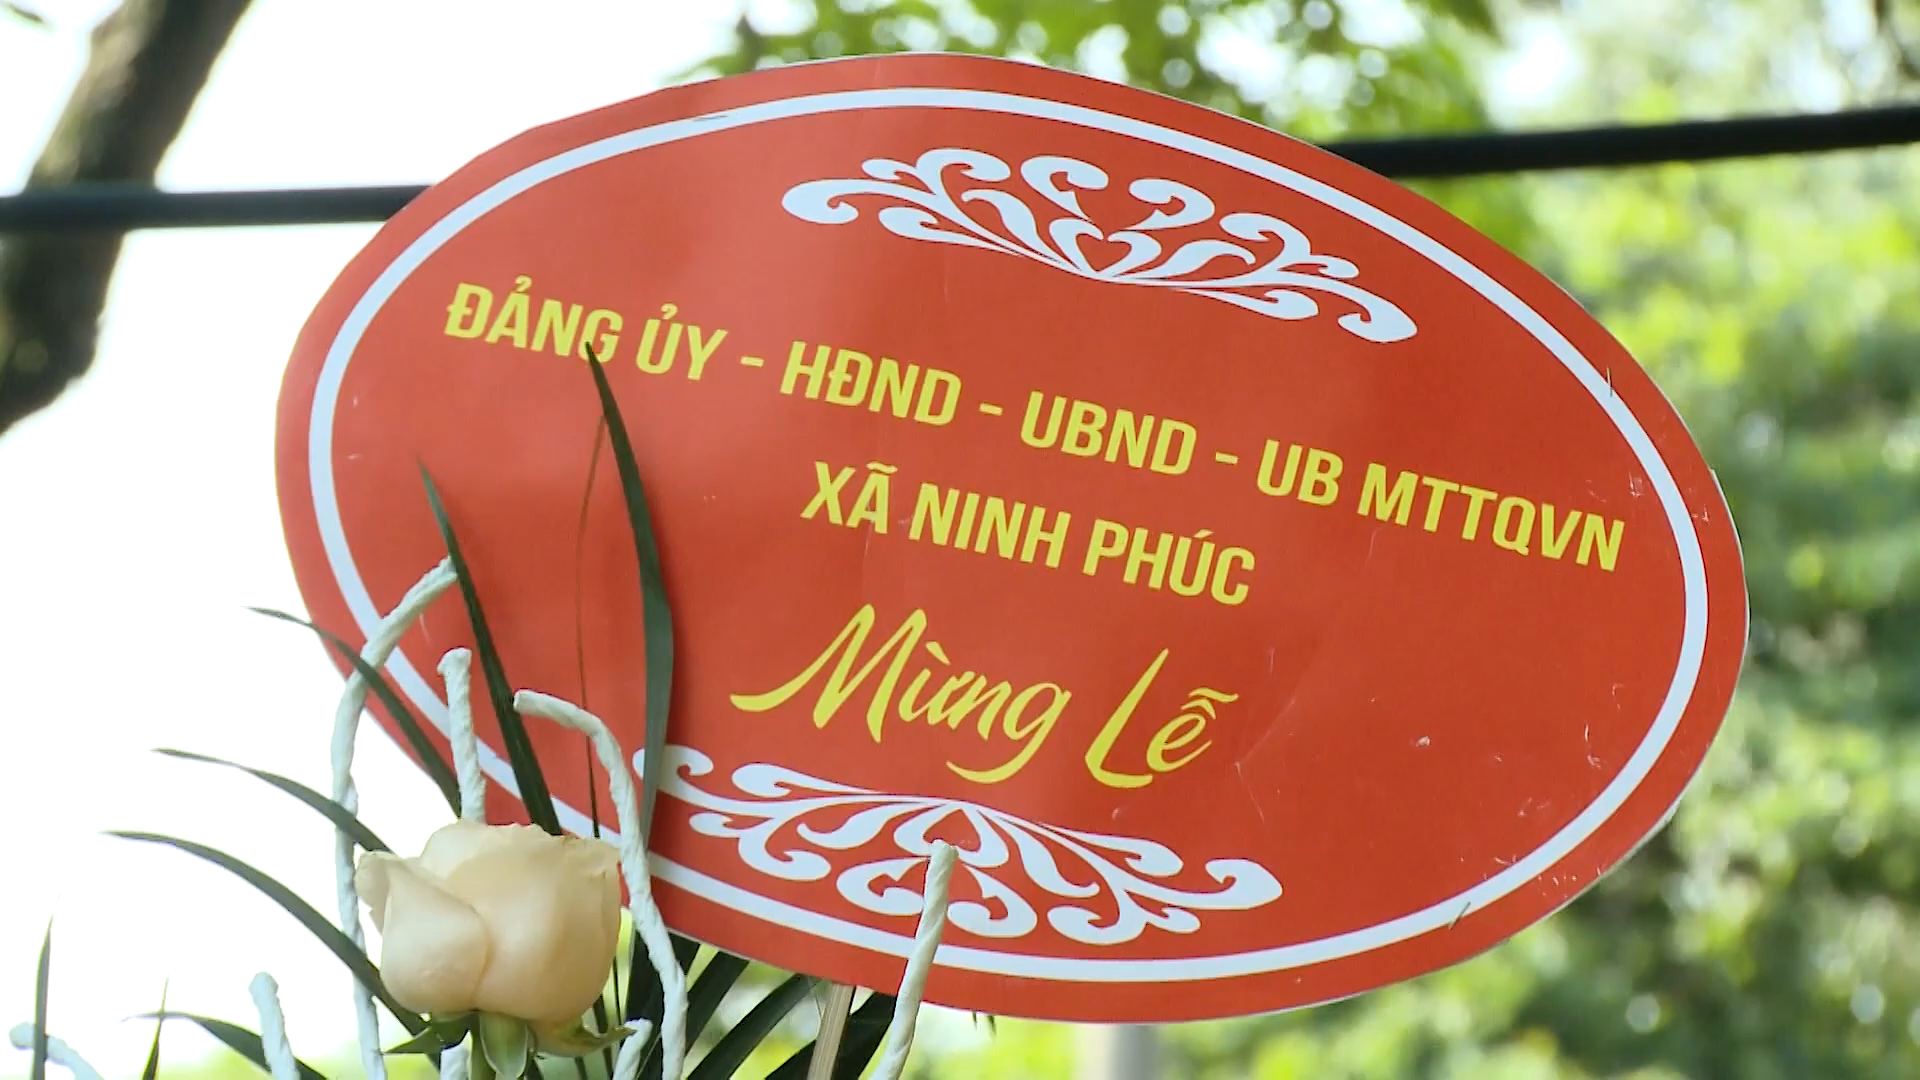 ĐẢNG ỦY - HĐND - UBND - UB MTTQVN
XÃ NINH PHÚC
Mừng Lễ